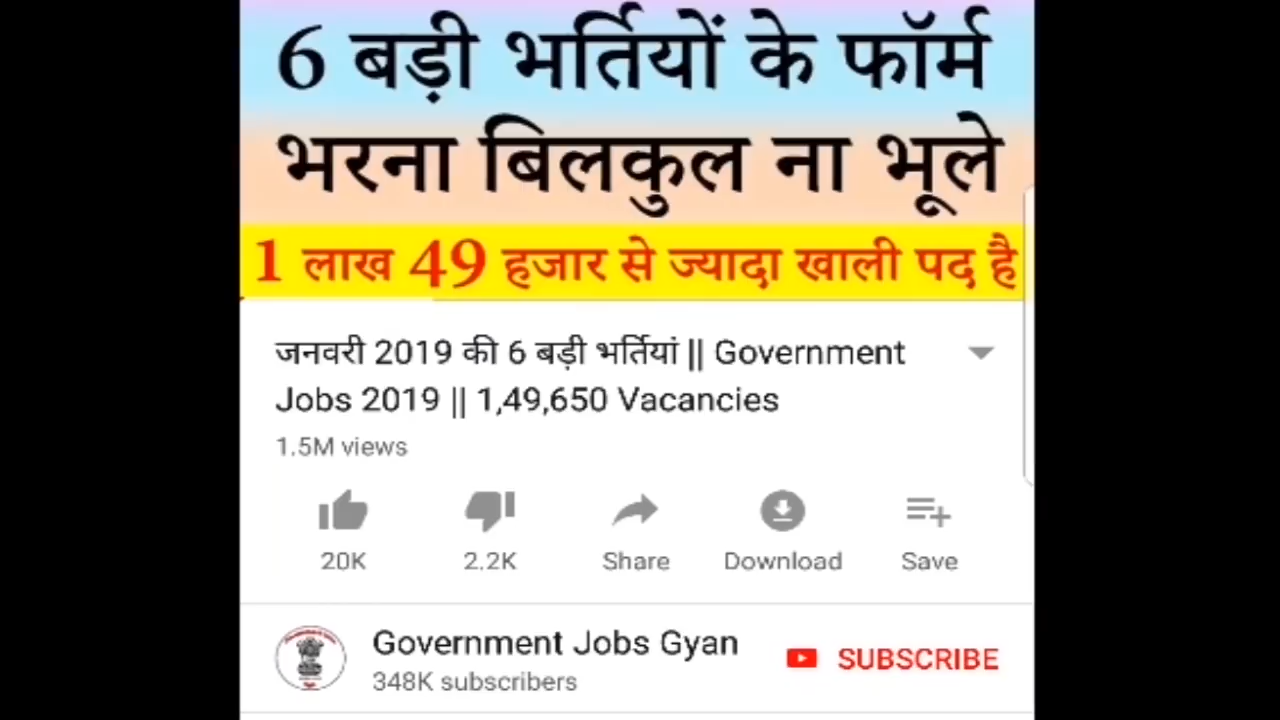 6 बड़ी भर्तियों के फॉर्म
भरना बिलकुल ना भूले
1 लाख 49 हजार से ज्यादा खाली पद है
जनवरी 2019 की 6 बड़ी भर्तियां || Government
Jobs 2019 || 1,49,650 Vacancies
1.5M views
20K 2.2K Share Download Save
Government Jobs Gyan
SUBSCRIBE
348K subscribers